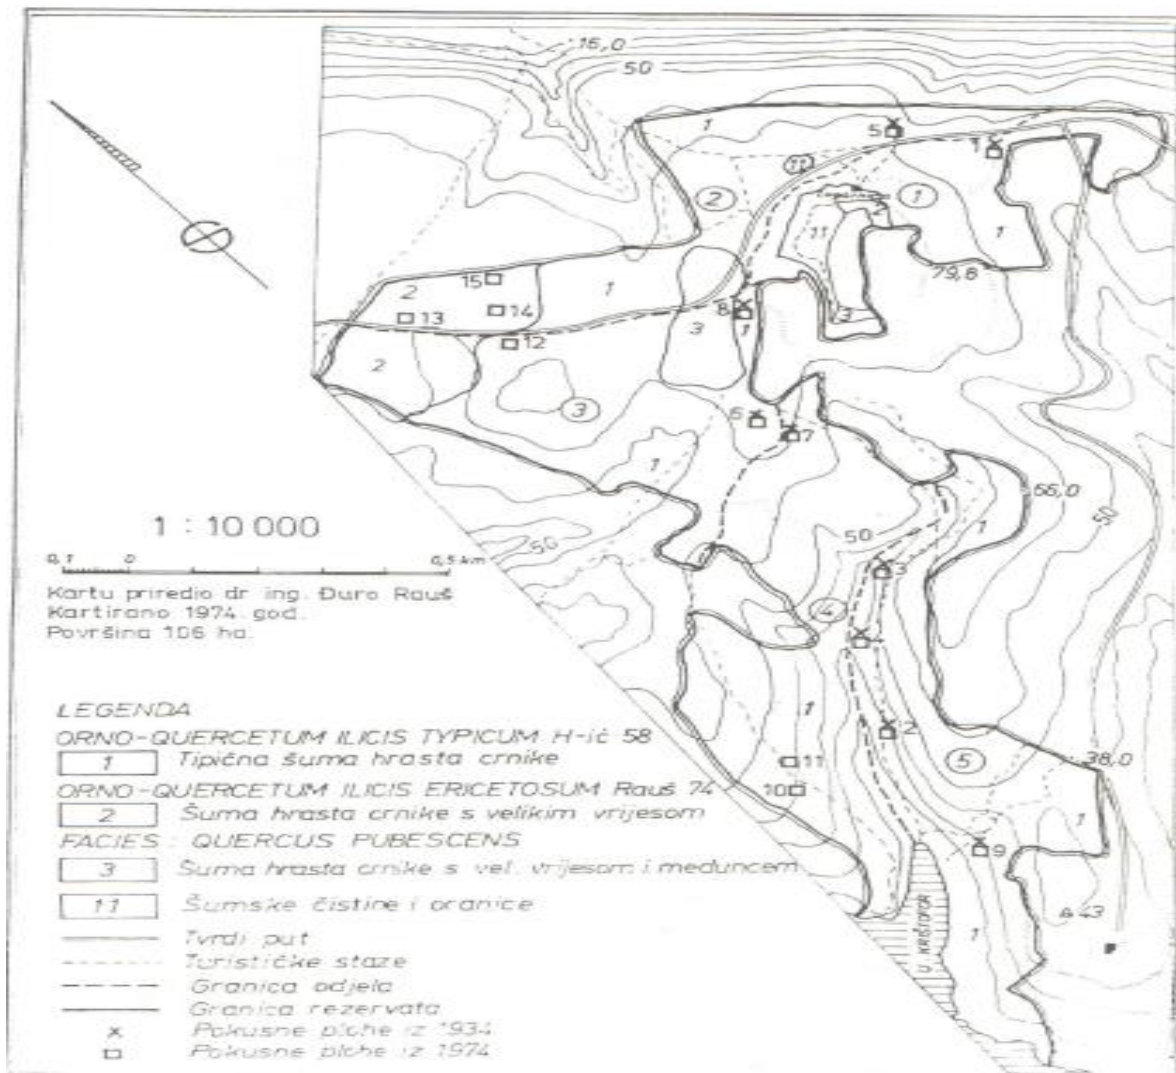 16,0
50
1
5
1
11
2
1
11
1
79,8
15
2
14
1
13
8
1
3
3
12
2
3
6
7
1
66,0
50
50
50
1
3
4
1
2
11
5
38,0
10
1
9
43
1
U. KRIŠTOFOR
1 : 10 000
0,1 0 0,5 km
Kartu priredio dr ing. Đuro Rauš
Kartirano 1974. god.
Površina 106 ha.
LEGENDA
ORNO-QUERCETUM ILICIS TYPICUM H-ić 58
1 Tipična šuma hrasta crnike
ORNO-QUERCETUM ILICIS ERICETOSUM Rauš 74
2 Šuma hrasta crnike s velikim vrijesom
FACIES : QUERCUS PUBESCENS
3 Šuma hrasta crnike s vel. vrijesom i meduncem
11 Šumske čistine i oranice
Tvrdi put
Turističke staze
Granica odjela
Granica rezervata
x Pokusne plohe iz 1934
Pokusne plohe iz 1974